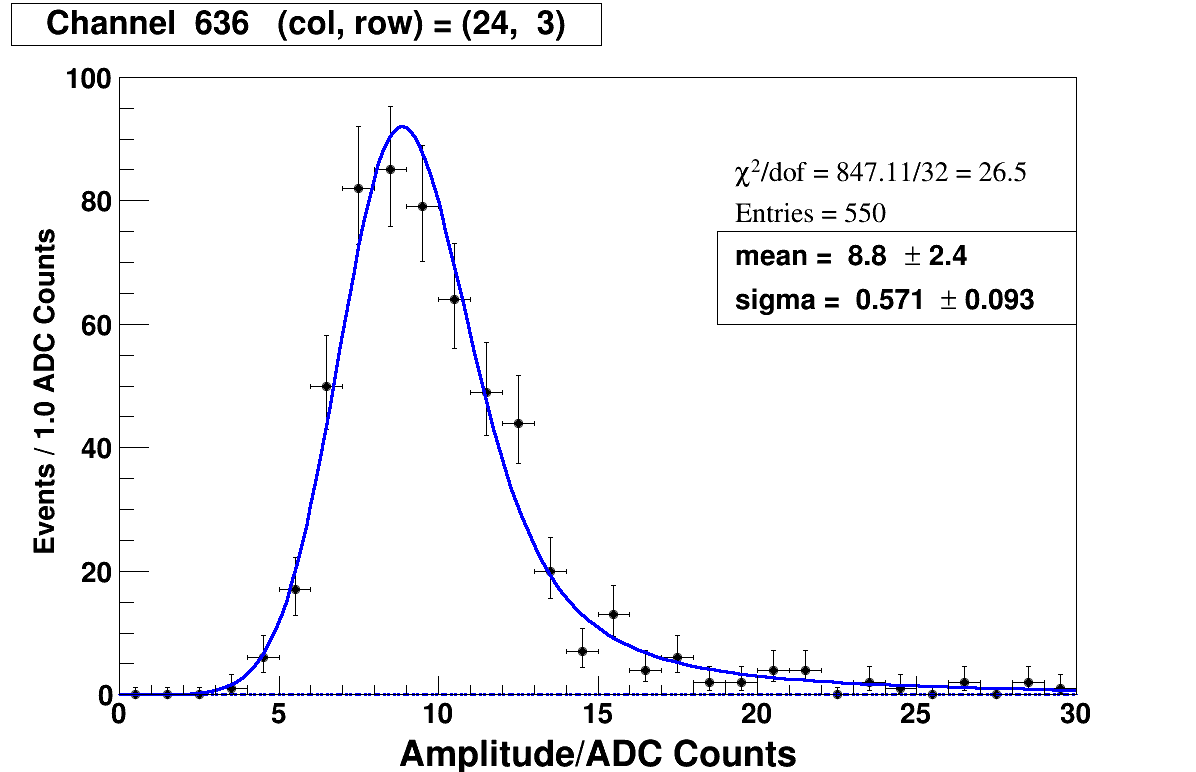 Channel 636 (col, row) = (24, 3)
100
80
60
40
20
0
Events / 1.0 ADC Counts
χ²/dof = 847.11/32 = 26.5
Entries = 550
mean = 8.8 ± 2.4
sigma = 0.571 ± 0.093
0 5 10 15 20 25 30
Amplitude/ADC Counts